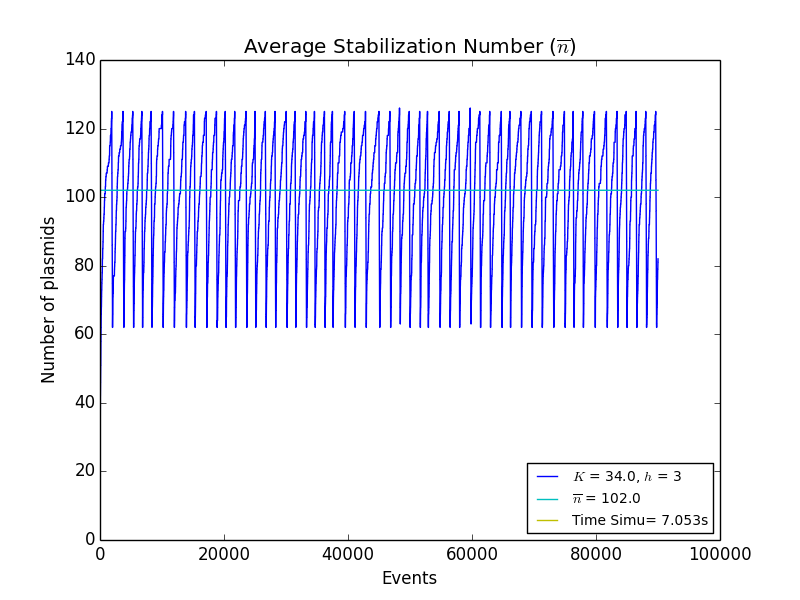 Average Stabilization Number (n̅)
140
120
100
80
60
40
20
0
Number of plasmids
0 20000 40000 60000 80000 100000
Events
K = 34.0, h = 3
n̅ = 102.0
Time Simu= 7.053s